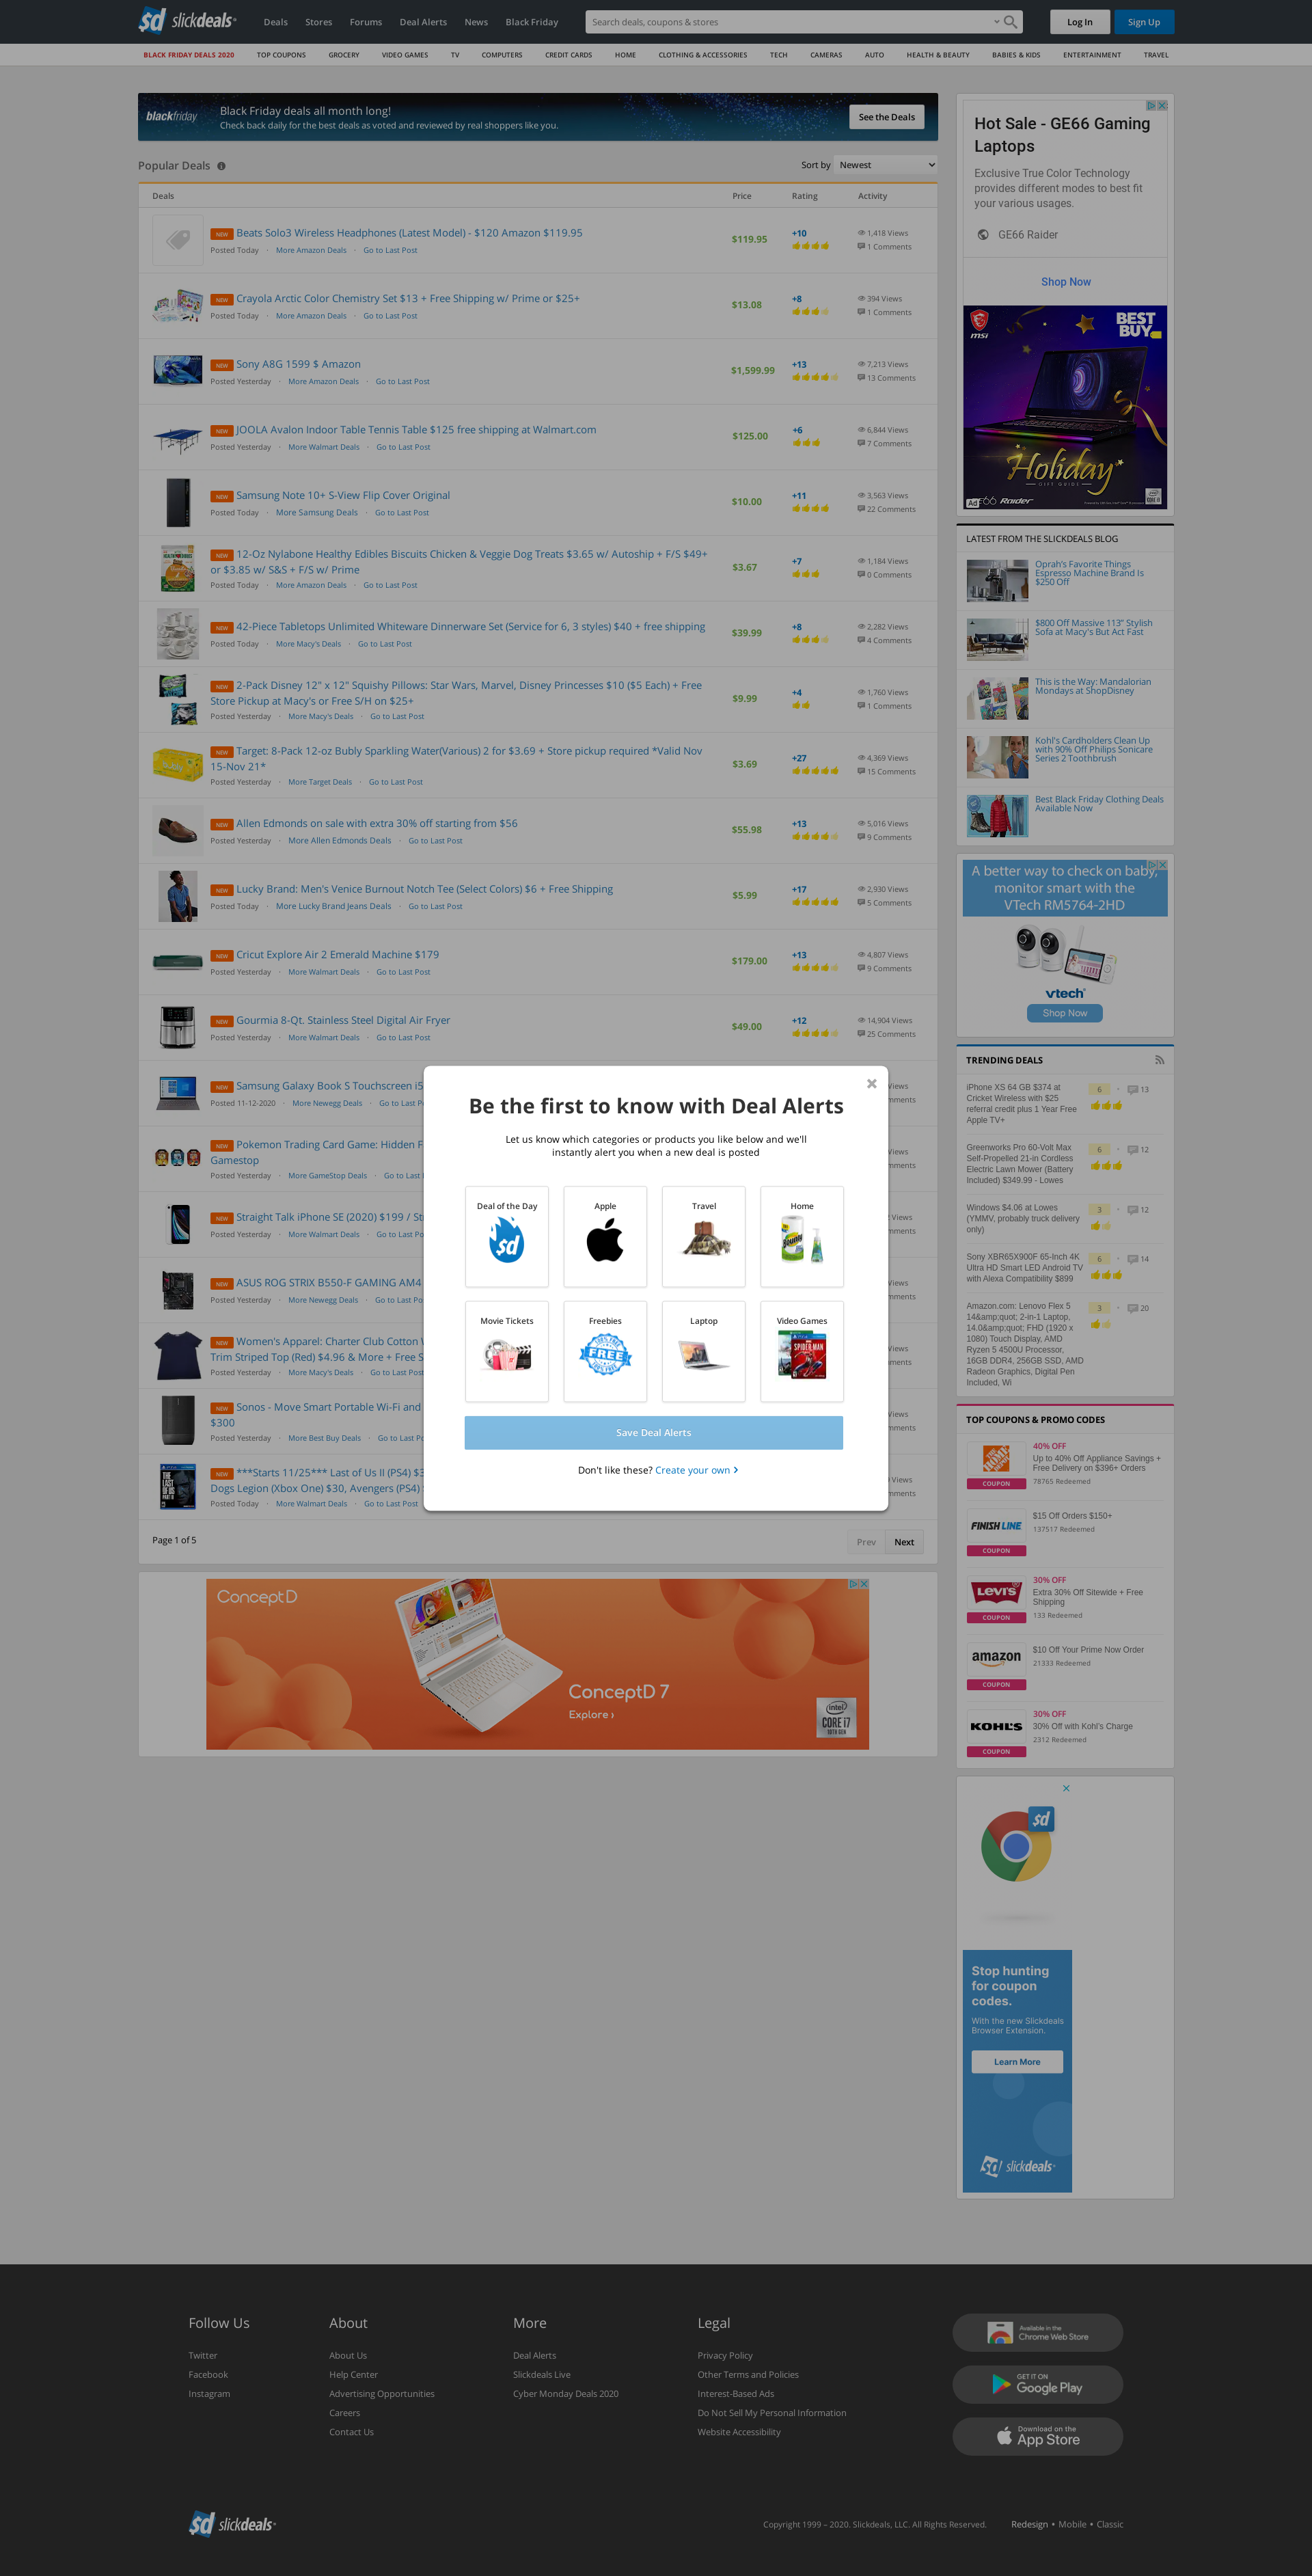 slickdeals
Deals Stores Forums Deal Alerts News Black Friday
Search deals, coupons & stores
Log In Sign Up
BLACK FRIDAY DEALS 2020 TOP COUPONS GROCERY VIDEO GAMES TV COMPUTERS CREDIT CARDS HOME CLOTHING & ACCESSORIES TECH CAMERAS AUTO HEALTH & BEAUTY BABIES & KIDS ENTERTAINMENT TRAVEL
blackfriday
Black Friday deals all month long!
Check back daily for the best deals as voted and reviewed by real shoppers like you.
See the Deals
Popular Deals
Sort by Newest
Deals Price Rating Activity
NEW Beats Solo3 Wireless Headphones (Latest Model) - $120 Amazon $119.95
Posted Today · More Amazon Deals · Go to Last Post
$119.95 +10 1,418 Views 1 Comments
NEW Crayola Arctic Color Chemistry Set $13 + Free Shipping w/ Prime or $25+
Posted Today · More Amazon Deals · Go to Last Post
$13.08 +8 394 Views 1 Comments
NEW Sony A8G 1599 $ Amazon
Posted Yesterday · More Amazon Deals · Go to Last Post
$1,599.99 +13 7,213 Views 13 Comments
NEW JOOLA Avalon Indoor Table Tennis Table $125 free shipping at Walmart.com
Posted Yesterday · More Walmart Deals · Go to Last Post
$125.00 +6 6,844 Views 7 Comments
NEW Samsung Note 10+ S-View Flip Cover Original
Posted Today · More Samsung Deals · Go to Last Post
$10.00 +11 3,563 Views 22 Comments
NEW 12-Oz Nylabone Healthy Edibles Biscuits Chicken & Veggie Dog Treats $3.65 w/ Autoship + F/S $49+
or $3.85 w/ S&S + F/S w/ Prime
Posted Today · More Amazon Deals · Go to Last Post
$3.67 +7 1,184 Views 0 Comments
NEW 42-Piece Tabletops Unlimited Whiteware Dinnerware Set (Service for 6, 3 styles) $40 + free shipping
Posted Today · More Macy's Deals · Go to Last Post
$39.99 +8 2,282 Views 4 Comments
NEW 2-Pack Disney 12" x 12" Squishy Pillows: Star Wars, Marvel, Disney Princesses $10 ($5 Each) + Free
Store Pickup at Macy's or Free S/H on $25+
Posted Yesterday · More Macy's Deals · Go to Last Post
$9.99 +4 1,760 Views 1 Comments
NEW Target: 8-Pack 12-oz Bubly Sparkling Water(Various) 2 for $3.69 + Store pickup required *Valid Nov
15-Nov 21*
Posted Yesterday · More Target Deals · Go to Last Post
$3.69 +27 4,369 Views 15 Comments
NEW Allen Edmonds on sale with extra 30% off starting from $56
Posted Yesterday · More Allen Edmonds Deals · Go to Last Post
$55.98 +13 5,016 Views 9 Comments
NEW Lucky Brand: Men's Venice Burnout Notch Tee (Select Colors) $6 + Free Shipping
Posted Today · More Lucky Brand Jeans Deals · Go to Last Post
$5.99 +17 2,930 Views 5 Comments
NEW Cricut Explore Air 2 Emerald Machine $179
Posted Yesterday · More Walmart Deals · Go to Last Post
$179.00 +13 4,807 Views 9 Comments
NEW Gourmia 8-Qt. Stainless Steel Digital Air Fryer
Posted Yesterday · More Walmart Deals · Go to Last Post
$49.00 +12 14,904 Views 25 Comments
NEW Samsung Galaxy Book S Touchscreen i5
Posted 11-12-2020 · More Newegg Deals · Go to Last
NEW Pokemon Trading Card Game: Hidden F
Gamestop
Posted Yesterday · More GameStop Deals · Go to Last
NEW Straight Talk iPhone SE (2020) $199 /
Posted Yesterday · More Walmart Deals · Go to Last
NEW ASUS ROG STRIX B550-F GAMING AM4
Posted Yesterday · More Newegg Deals · Go to Last
NEW Women's Apparel: Charter Club Cotton
Trim Striped Top (Red) $4.96 & More + Free
Posted Yesterday · More Macy's Deals · Go to Last Post
NEW Sonos - Move Smart Portable Wi-Fi and
$300
Posted Yesterday · More Best Buy Deals · Go to Last
NEW ***Starts 11/25*** Last of Us II (PS4)
Dogs Legion (Xbox One) $30, Avengers (PS4)
Posted Today · More Walmart Deals · Go to Last Post
Page 1 of 5
Prev Next
Be the first to know with Deal Alerts
Let us know which categories or products you like below and we'll
instantly alert you when a new deal is posted
Deal of the Day Apple Travel Home
Movie Tickets Freebies Laptop Video Games
FREE
Save Deal Alerts
Don't like these? Create your own
ConceptD
ConceptD 7
Explore ›
intel
CORE i7
10TH GEN
Hot Sale - GE66 Gaming
Laptops
Exclusive True Color Technology
provides different modes to best fit
your various usages.
GE66 Raider
Shop Now
msi
BEST BUY
Holiday
GIFT GUIDE
Ad
GE66 Raider
LATEST FROM THE SLICKDEALS BLOG
Oprah's Favorite Things
Espresso Machine Brand Is
$250 Off
$800 Off Massive 113" Stylish
Sofa at Macy's But Act Fast
This is the Way: Mandalorian
Mondays at ShopDisney
Kohl's Cardholders Clean Up
with 90% Off Philips Sonicare
Series 2 Toothbrush
Best Black Friday Clothing Deals
Available Now
A better way to check on baby,
monitor smart with the
VTech RM5764-2HD
vtech
Shop Now
TRENDING DEALS
iPhone XS 64 GB $374 at
Cricket Wireless with $25
referral credit plus 1 Year Free
Apple TV+
6 · 13
Greenworks Pro 60-Volt Max
Self-Propelled 21-in Cordless
Electric Lawn Mower (Battery
Included) $349.99 - Lowes
6 · 12
Windows $4.06 at Lowes
(YMMV, probably truck delivery
only)
3 · 12
Sony XBR65X900F 65-Inch 4K
Ultra HD Smart LED Android TV
with Alexa Compatibility $899
6 · 14
Amazon.com: Lenovo Flex 5
14&amp;quot; 2-in-1 Laptop,
14.0&amp;quot; FHD (1920 x
1080) Touch Display, AMD
Ryzen 5 4500U Processor,
16GB DDR4, 256GB SSD, AMD
Radeon Graphics, Digital Pen
Included, Wi
3 · 20
TOP COUPONS & PROMO CODES
40% OFF
Up to 40% Off Appliance Savings +
Free Delivery on $396+ Orders
78765 Redeemed
COUPON
FINISH LINE
$15 Off Orders $150+
137517 Redeemed
COUPON
LEVI'S
30% OFF
Extra 30% Off Sitewide + Free
Shipping
133 Redeemed
COUPON
amazon
$10 Off Your Prime Now Order
21333 Redeemed
COUPON
KOHL'S
30% OFF
30% Off with Kohl's Charge
2312 Redeemed
COUPON
Stop hunting
for coupon
codes.
With the new Slickdeals
Browser Extension.
Learn More
slickdeals
Follow Us
Twitter
Facebook
Instagram
About
About Us
Help Center
Advertising Opportunities
Careers
Contact Us
More
Deal Alerts
Slickdeals Live
Cyber Monday Deals 2020
Legal
Privacy Policy
Other Terms and Policies
Interest-Based Ads
Do Not Sell My Personal Information
Website Accessibility
Available in the
Chrome Web Store
GET IT ON
Google Play
Download on the
App Store
slickdeals
Copyright 1999 – 2020. Slickdeals, LLC. All Rights Reserved.
Redesign • Mobile • Classic